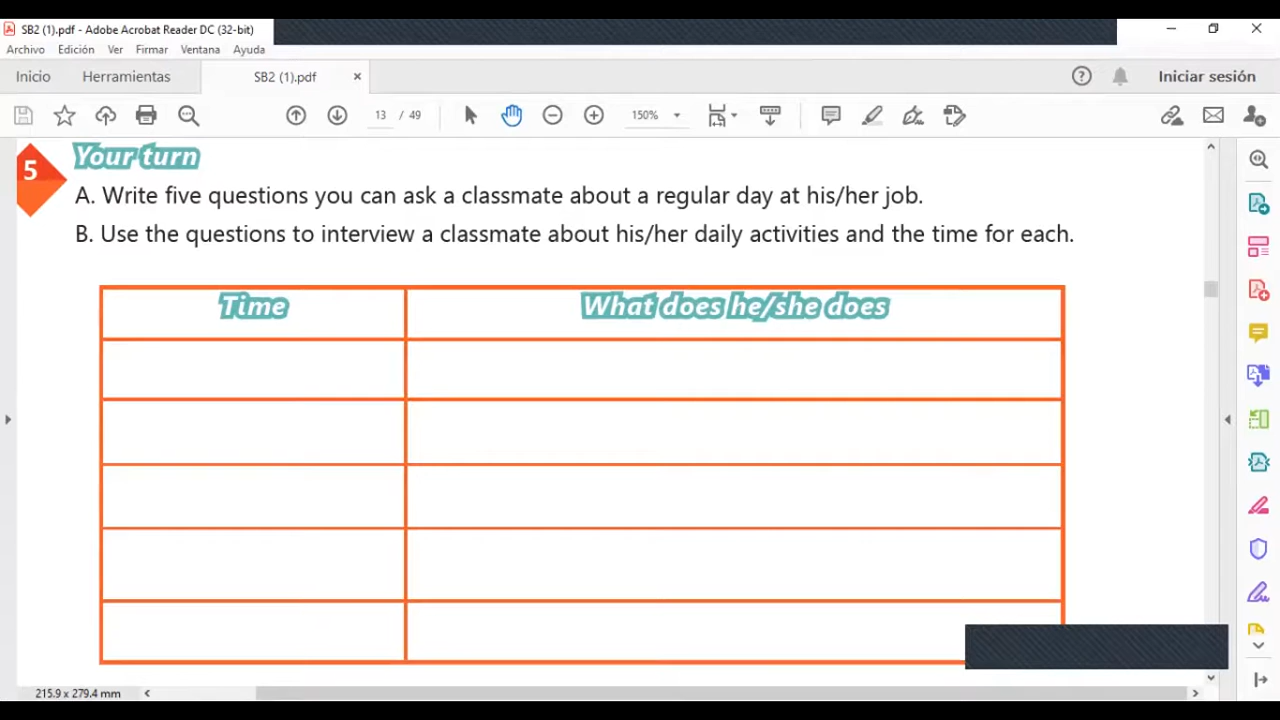 SB2 (1).pdf - Adobe Acrobat Reader DC (32-bit)
Archivo Edición Ver Firmar Ventana Ayuda
Inicio Herramientas SB2 (1).pdf × Iniciar sesión
13 / 49 150%
5 Your turn
A. Write five questions you can ask a classmate about a regular day at his/her job.
B. Use the questions to interview a classmate about his/her daily activities and the time for each.
Time What does he/she does
215.9 x 279.4 mm